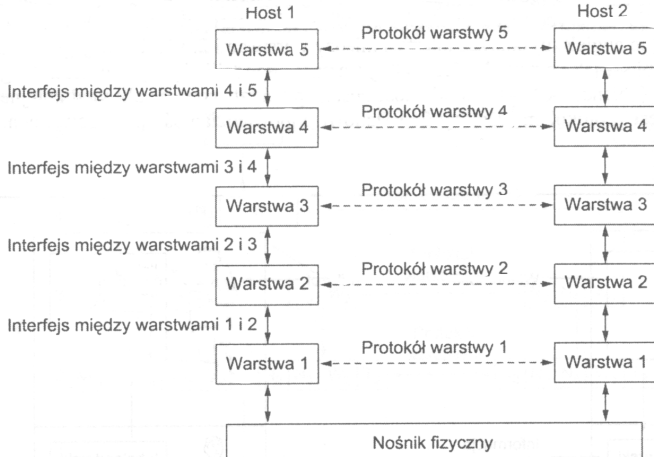 Host 1
Host 2
Warstwa 5
Protokół warstwy 5
Warstwa 5
Interfejs między warstwami 4 i 5
Warstwa 4
Protokół warstwy 4
Warstwa 4
Interfejs między warstwami 3 i 4
Warstwa 3
Protokół warstwy 3
Warstwa 3
Interfejs między warstwami 2 i 3
Warstwa 2
Protokół warstwy 2
Warstwa 2
Interfejs między warstwami 1 i 2
Warstwa 1
Protokół warstwy 1
Warstwa 1
Nośnik fizyczny